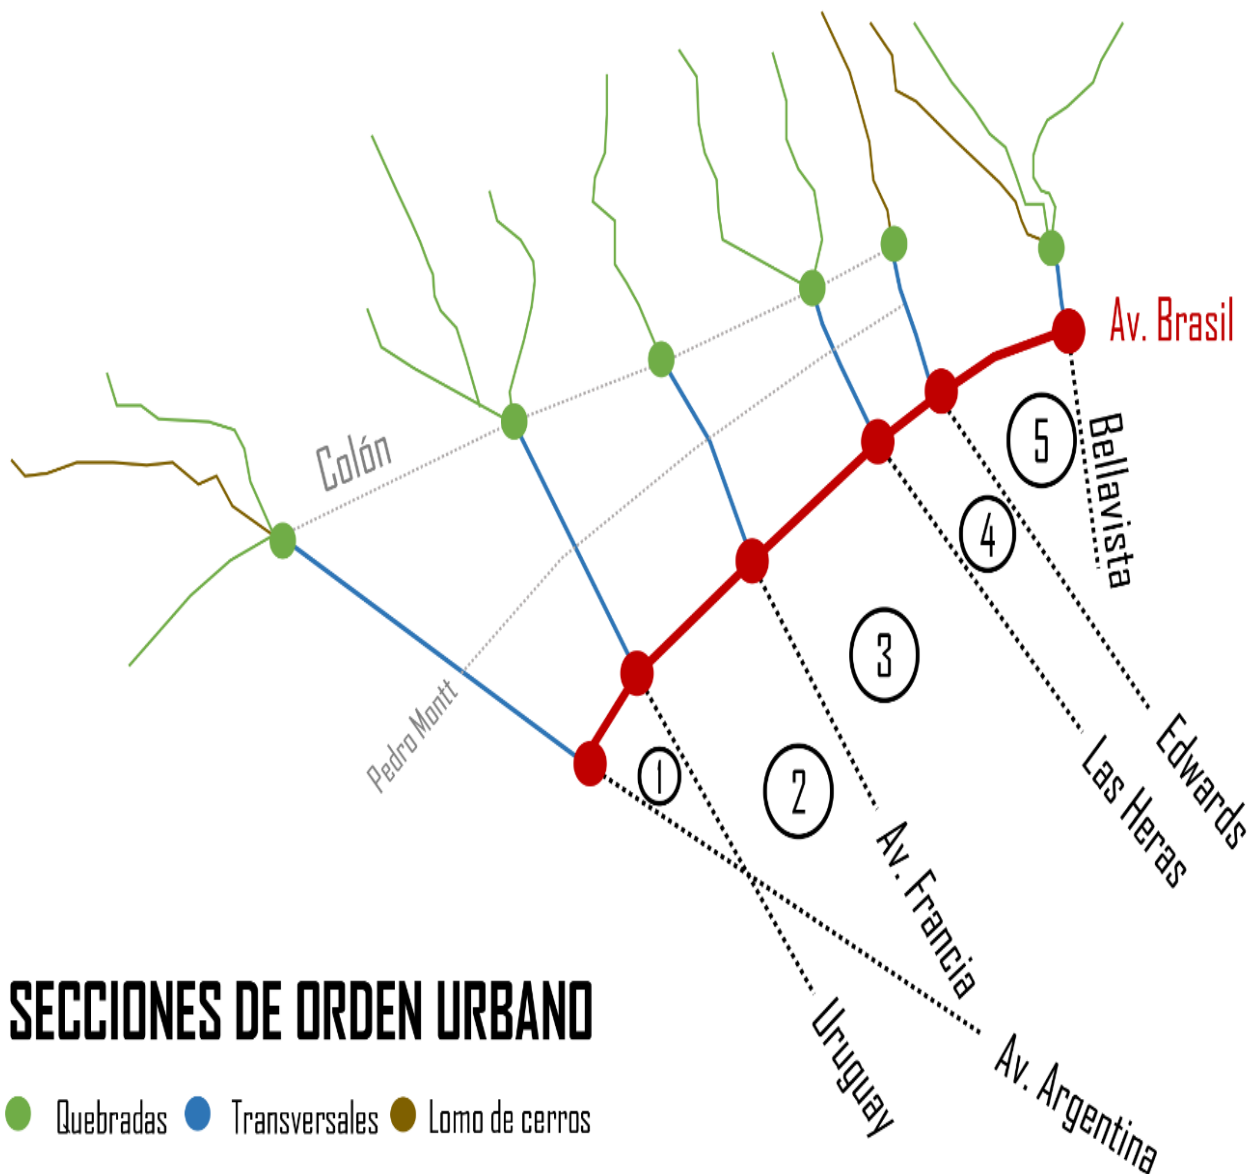 Av. Brasil
Colón
Bellavista
5
4
3
Pedro Montt
1
2
Edwards
Las Heras
Av. Francia
Uruguay
Av. Argentina
SECCIONES DE ORDEN URBANO
Quebradas
Transversales
Lomo de cerros